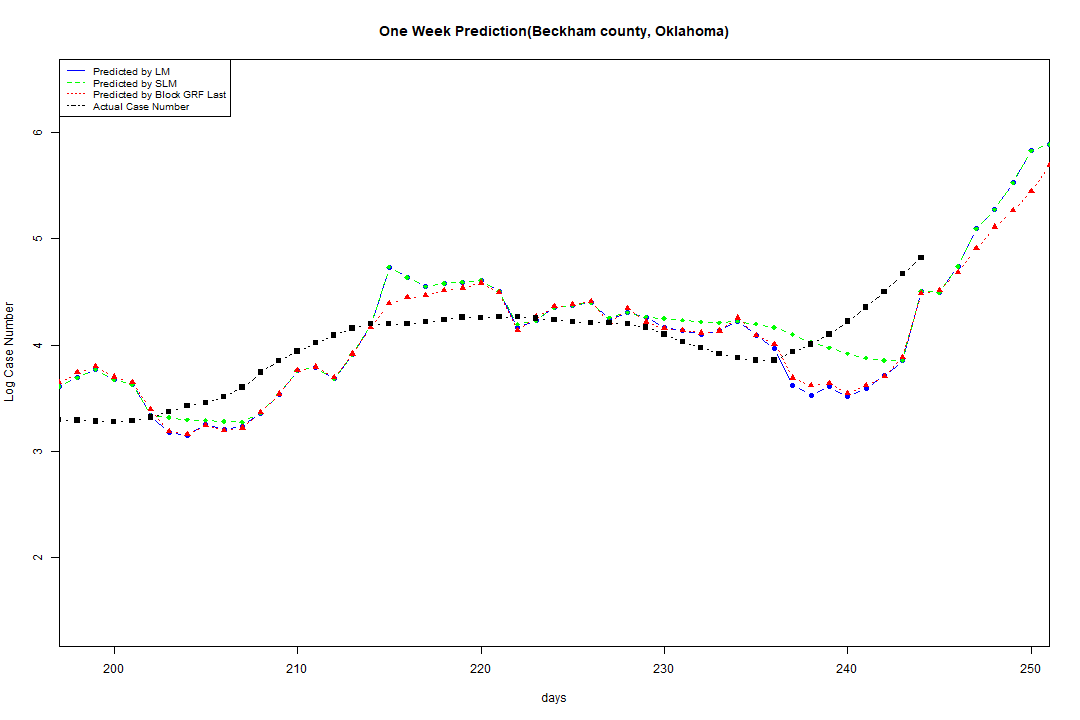 One Week Prediction(Beckham county, Oklahoma)
Predicted by LM
Predicted by SLM
Predicted by Block GRF Last
Actual Case Number
6
5
4
3
2
Log Case Number
200 210 220 230 240 250
days